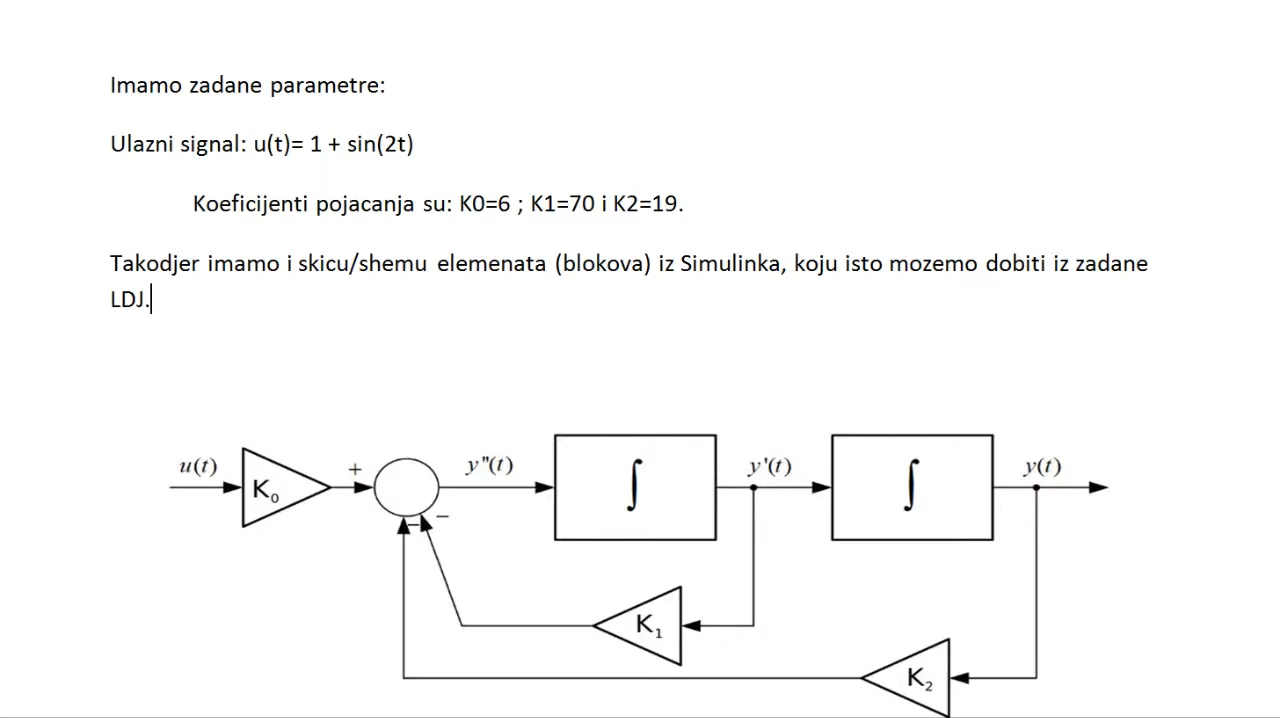 Imamo zadane parametre:
Ulazni signal: u(t)= 1 + sin(2t)
Koeficijenti pojacanja su: K0=6 ; K1=70 i K2=19.
Takodjer imamo i skicu/shemu elemenata (blokova) iz Simulinka, koju isto mozemo dobiti iz zadane
LDJ.
u(t) K₀ + y"(t) ∫ y'(t) ∫ y(t)
− −
K₁
K₂